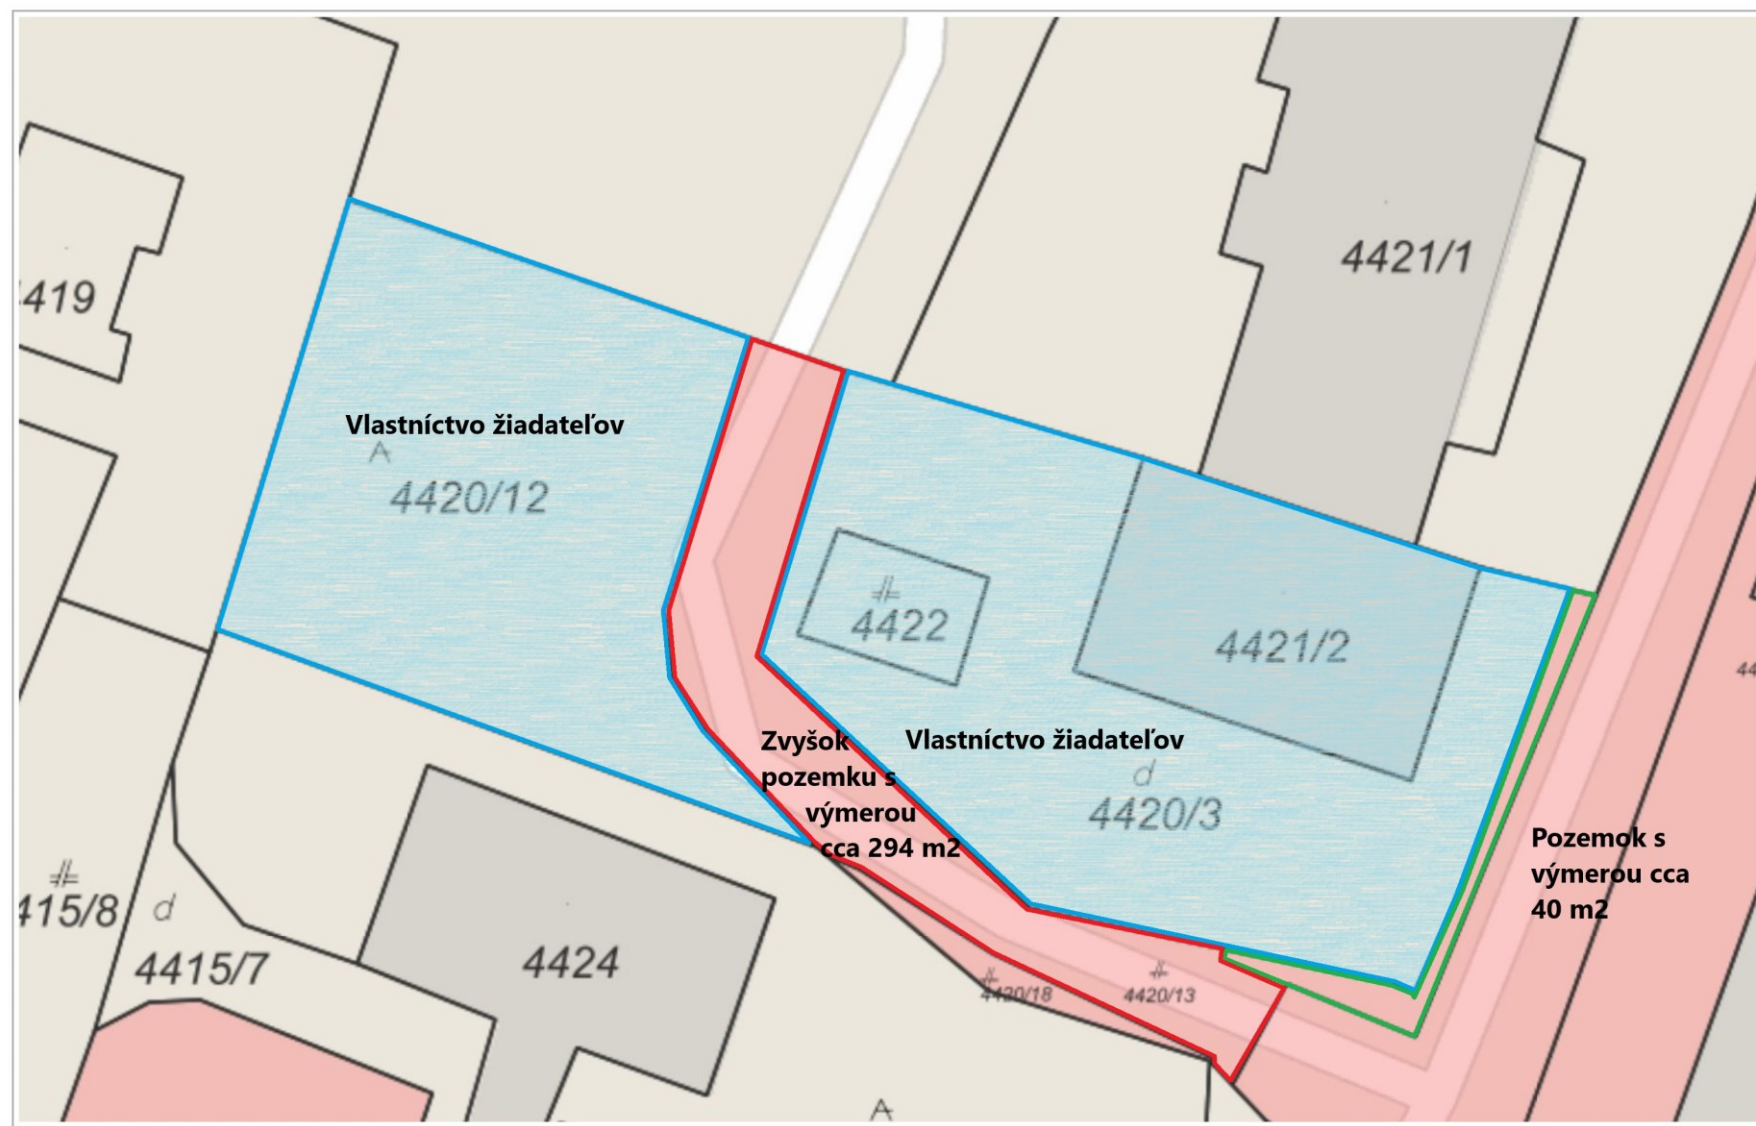 4421/1
419
Vlastníctvo žiadateľov
4420/12
4422
4421/2
Zvyšok
pozemku s
výmerou
cca 294 m2
Vlastníctvo žiadateľov
4420/3
Pozemok s
výmerou cca
40 m2
44
415/8
4415/7
4424
4420/18
4420/13